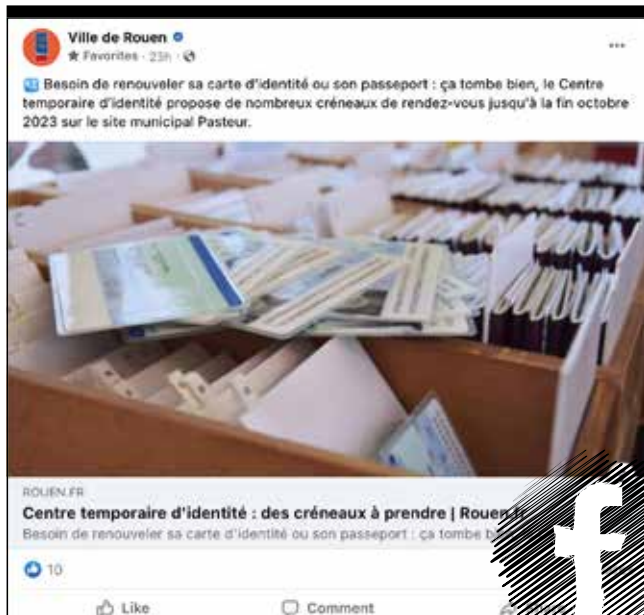 Ville de Rouen
Favorites · 23h ·
Besoin de renouveler sa carte d'identité ou son passeport : ça tombe bien, le Centre
temporaire d'identité propose de nombreux créneaux de rendez-vous jusqu'à la fin octobre
2023 sur le site municipal Pasteur.
ROUEN.FR
Centre temporaire d'identité : des créneaux à prendre | Rouen.fr
Besoin de renouveler sa carte d'identité ou son passeport : ça tombe
10
Like
Comment
f